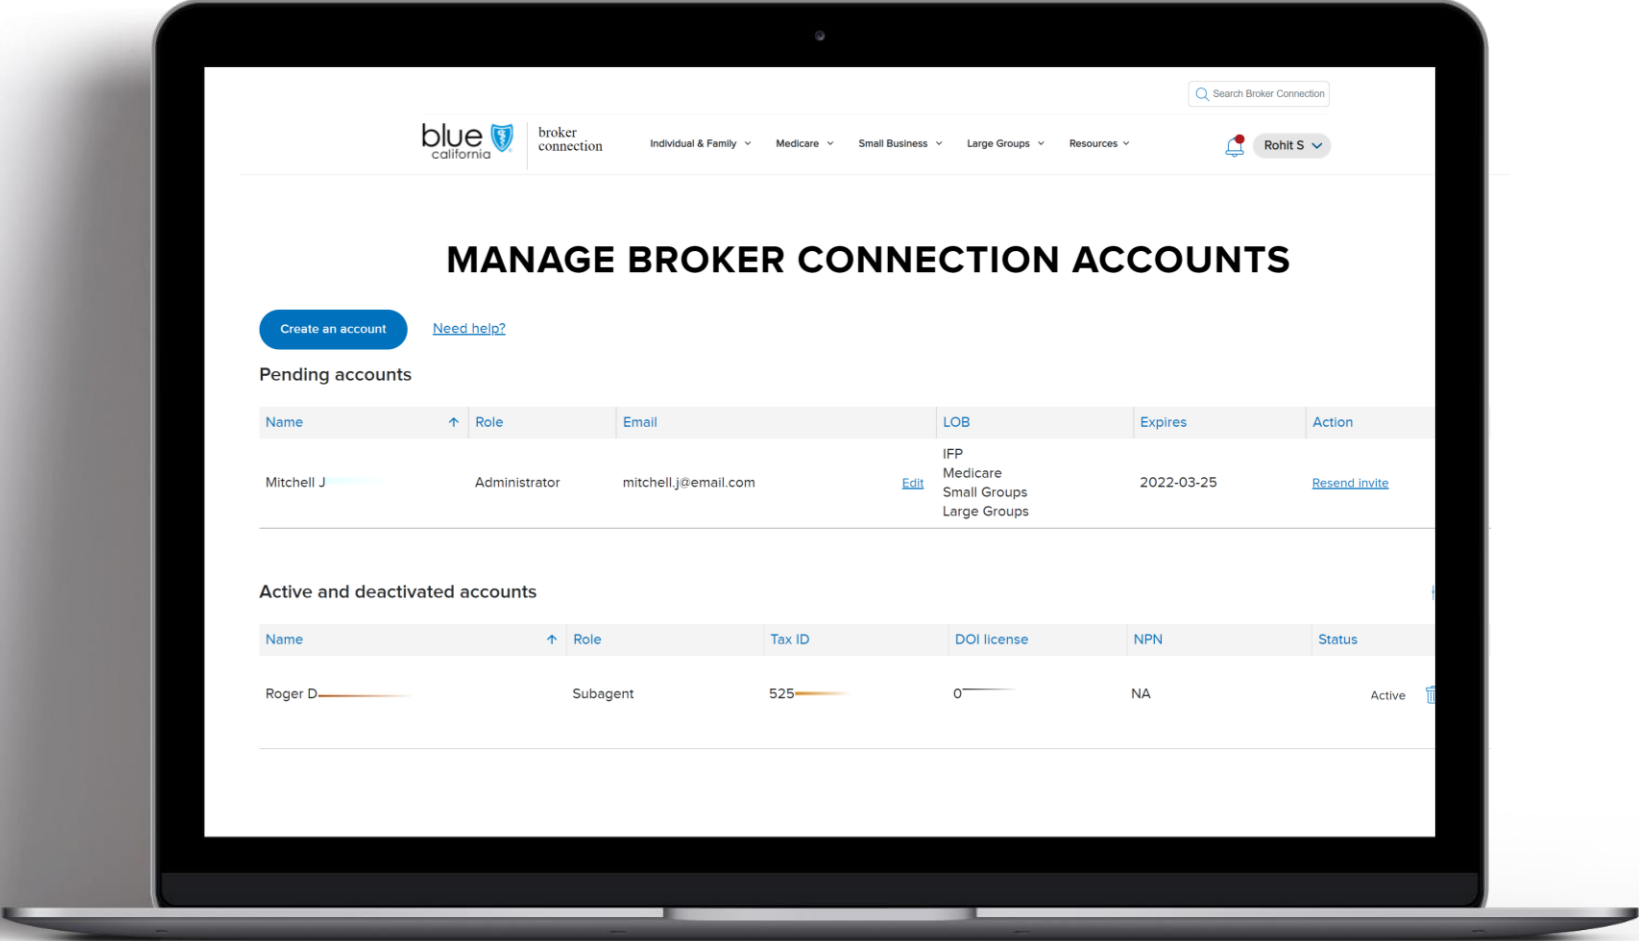 Search Broker Connection
blue
california
broker
connection
Individual & Family
Medicare
Small Business
Large Groups
Resources
Rohit S
MANAGE BROKER CONNECTION ACCOUNTS
Create an account
Need help?
Pending accounts
Name Role Email LOB Expires Action
IFP
Medicare
Small Groups
Large Groups
Mitchell J Administrator mitchell.j@email.com Edit 2022-03-25 Resend invite
Active and deactivated accounts
Name Role Tax ID DOI license NPN Status
Roger D Subagent 525 0 NA Active